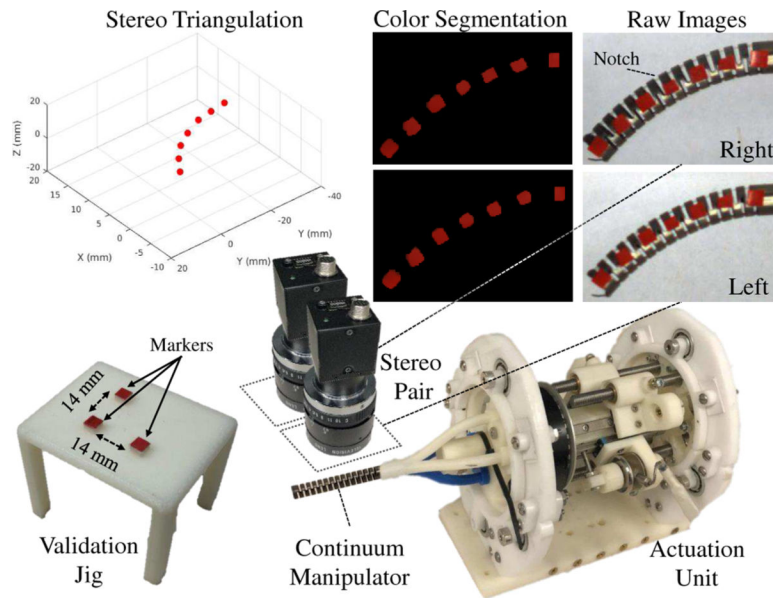 Stereo Triangulation
Color Segmentation
Raw Images
20
0
-20
Z (mm)
20
15
10
5
0
-5
-10
X (mm)
20
0
-20
-40
Y (mm)
Y (mm)
Notch
Right
Left
Markers
14 mm
14 mm
Stereo
Pair
Validation
Jig
Continuum
Manipulator
Actuation
Unit